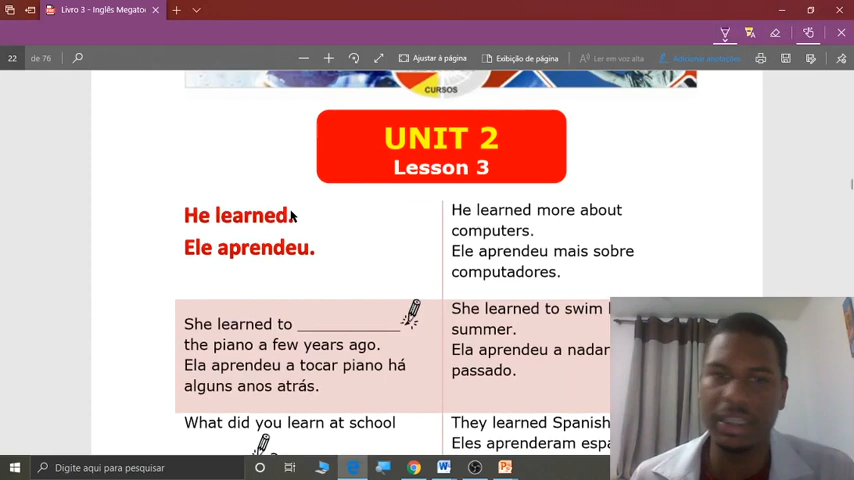 Livro 3 - Inglês Megatoo
22
de 76
Ajustar à página
Exibição de página
Ler em voz alta
Adicionar anotações
CURSOS
UNIT 2
Lesson 3
He learned.
Ele aprendeu.
He learned more about
computers.
Ele aprendeu mais sobre
computadores.
She learned to ____________
the piano a few years ago.
Ela aprendeu a tocar piano há
alguns anos atrás.
She learned to swim
summer.
Ela aprendeu a nadar
passado.
What did you learn at school
They learned Spanish
Eles aprenderam espa
Digite aqui para pesquisar